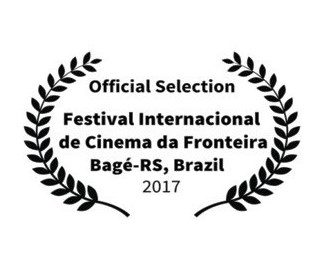 Official Selection
Festival Internacional
de Cinema da Fronteira
Bagé-RS, Brazil
2017